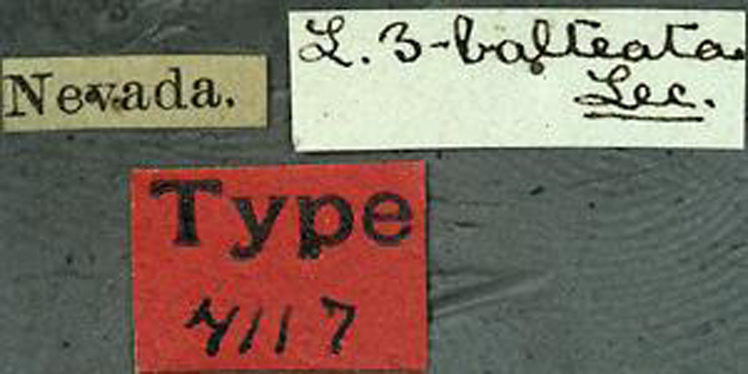 Nevada.
L. 3-balteata
Lec.
Type
4117